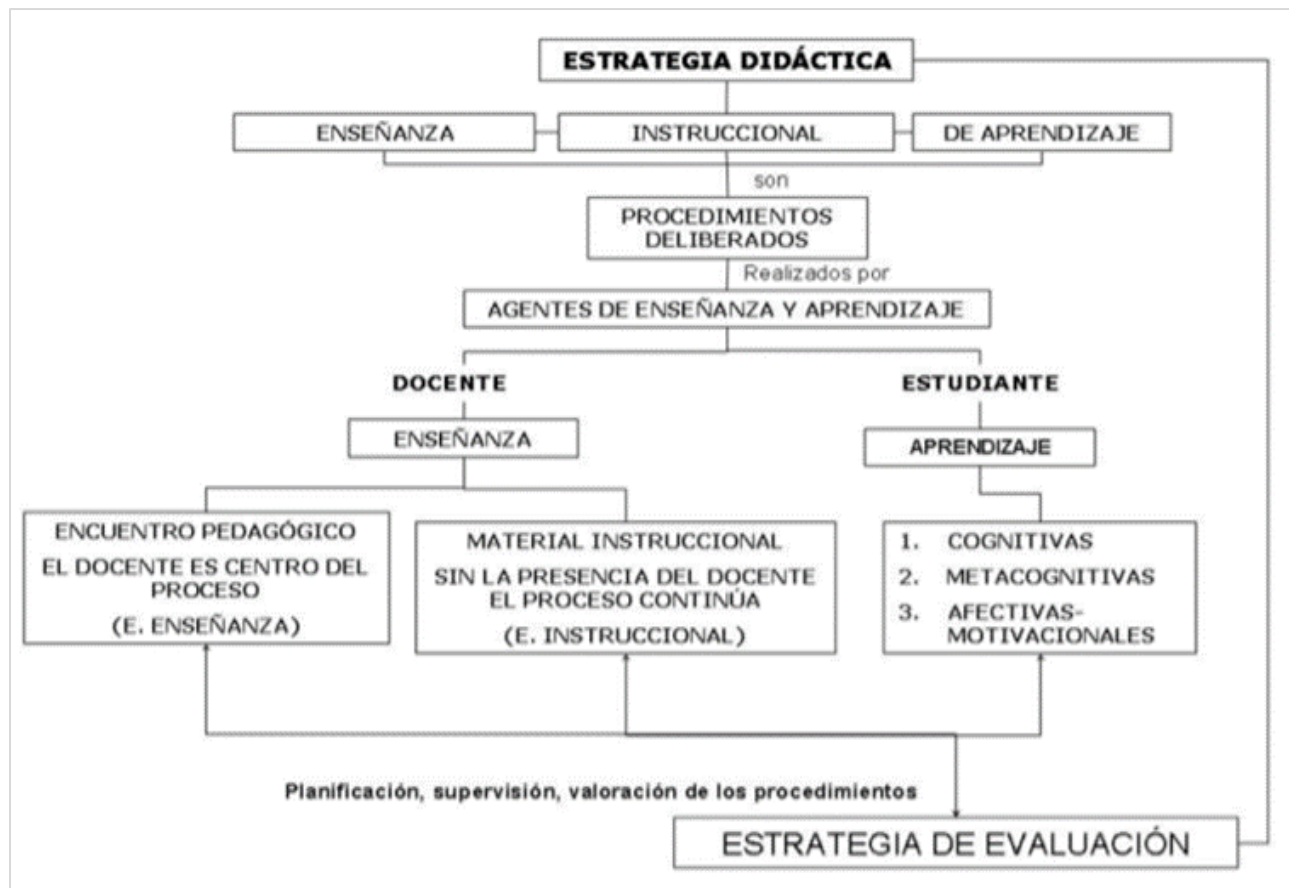 ESTRATEGIA DIDÁCTICA
ENSEÑANZA
INSTRUCCIONAL
DE APRENDIZAJE
son
PROCEDIMIENTOS
DELIBERADOS
Realizados por
AGENTES DE ENSEÑANZA Y APRENDIZAJE
DOCENTE
ESTUDIANTE
ENSEÑANZA
APRENDIZAJE
ENCUENTRO PEDAGÓGICO
EL DOCENTE ES CENTRO DEL
PROCESO
(E. ENSEÑANZA)
MATERIAL INSTRUCCIONAL
SIN LA PRESENCIA DEL DOCENTE
EL PROCESO CONTINÚA
(E. INSTRUCCIONAL)
1. COGNITIVAS
2. METACOGNITIVAS
3. AFECTIVAS-
MOTIVACIONALES
Planificación, supervisión, valoración de los procedimientos
ESTRATEGIA DE EVALUACIÓN